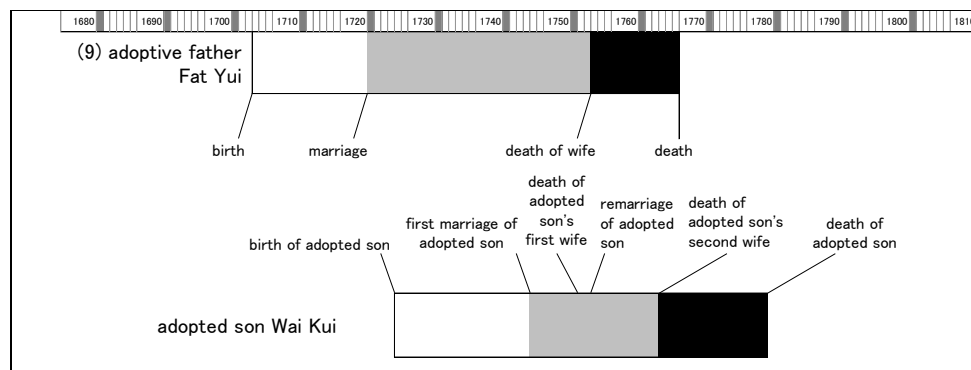 1680 1690 1700 1710 1720 1730 1740 1750 1760 1770 1780 1790 1800 1810
(9) adoptive father
Fat Yui
birth
marriage
death of wife
death
birth of adopted son
first marriage of
adopted son
death of
adopted
son's
first wife
remarriage
of adopted
son
death of
adopted son's
second wife
death of
adopted son
adopted son Wai Kui